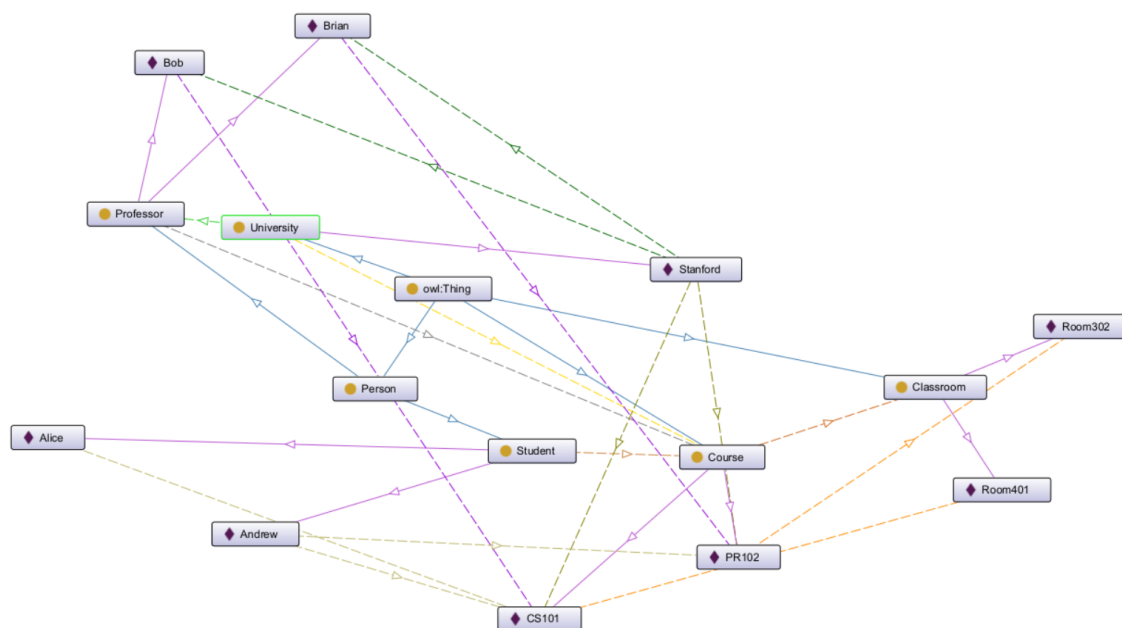 Brian
Bob
Professor
University
Stanford
owl:Thing
Room302
Person
Classroom
Alice
Student
Course
Room401
Andrew
PR102
CS101